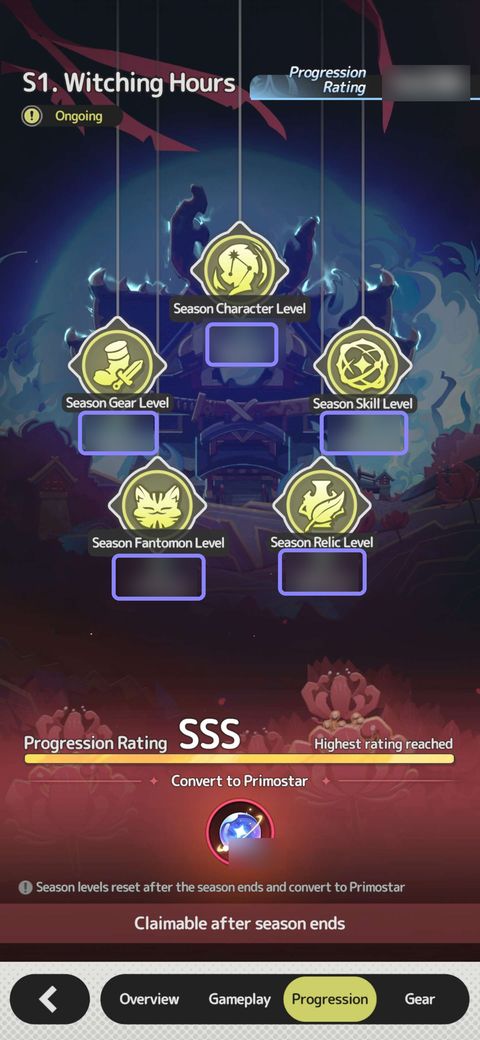 S1. Witching Hours
Progression
Rating
Ongoing
Season Character Level
Season Gear Level
Season Skill Level
Season Fantomon Level
Season Relic Level
Progression Rating SSS Highest rating reached
Convert to Primostar
Season levels reset after the season ends and convert to Primostar
Claimable after season ends
Overview Gameplay Progression Gear